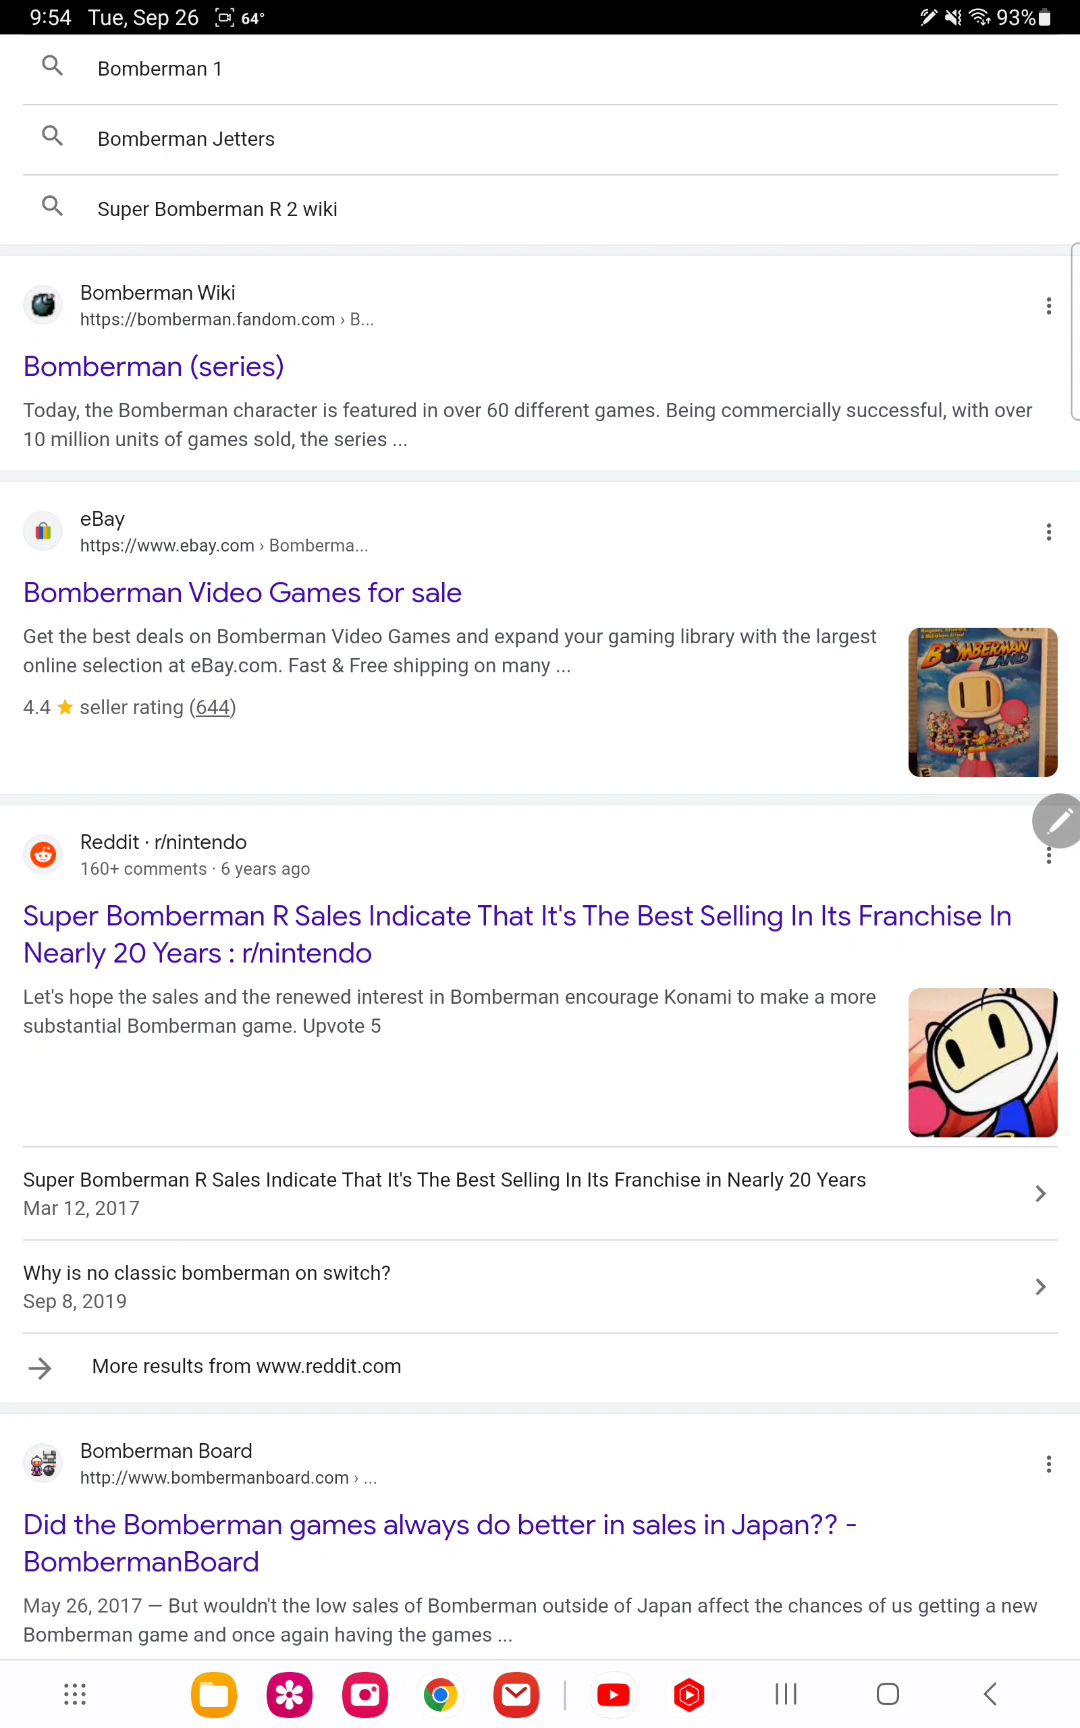 9:54 Tue, Sep 26 64° 93%
Bomberman 1
Bomberman Jetters
Super Bomberman R 2 wiki
Bomberman Wiki
https://bomberman.fandom.com › B...
Bomberman (series)
Today, the Bomberman character is featured in over 60 different games. Being commercially successful, with over
10 million units of games sold, the series ...
eBay
https://www.ebay.com › Bomberma...
Bomberman Video Games for sale
Get the best deals on Bomberman Video Games and expand your gaming library with the largest
online selection at eBay.com. Fast & Free shipping on many ...
4.4 ★ seller rating (644)
BOMBERMAN
LAND
Reddit · r/nintendo
160+ comments · 6 years ago
Super Bomberman R Sales Indicate That It's The Best Selling In Its Franchise In
Nearly 20 Years : r/nintendo
Let's hope the sales and the renewed interest in Bomberman encourage Konami to make a more
substantial Bomberman game. Upvote 5
Super Bomberman R Sales Indicate That It's The Best Selling In Its Franchise in Nearly 20 Years
Mar 12, 2017
Why is no classic bomberman on switch?
Sep 8, 2019
More results from www.reddit.com
Bomberman Board
http://www.bombermanboard.com › ...
Did the Bomberman games always do better in sales in Japan?? -
BombermanBoard
May 26, 2017 — But wouldn't the low sales of Bomberman outside of Japan affect the chances of us getting a new
Bomberman game and once again having the games ...